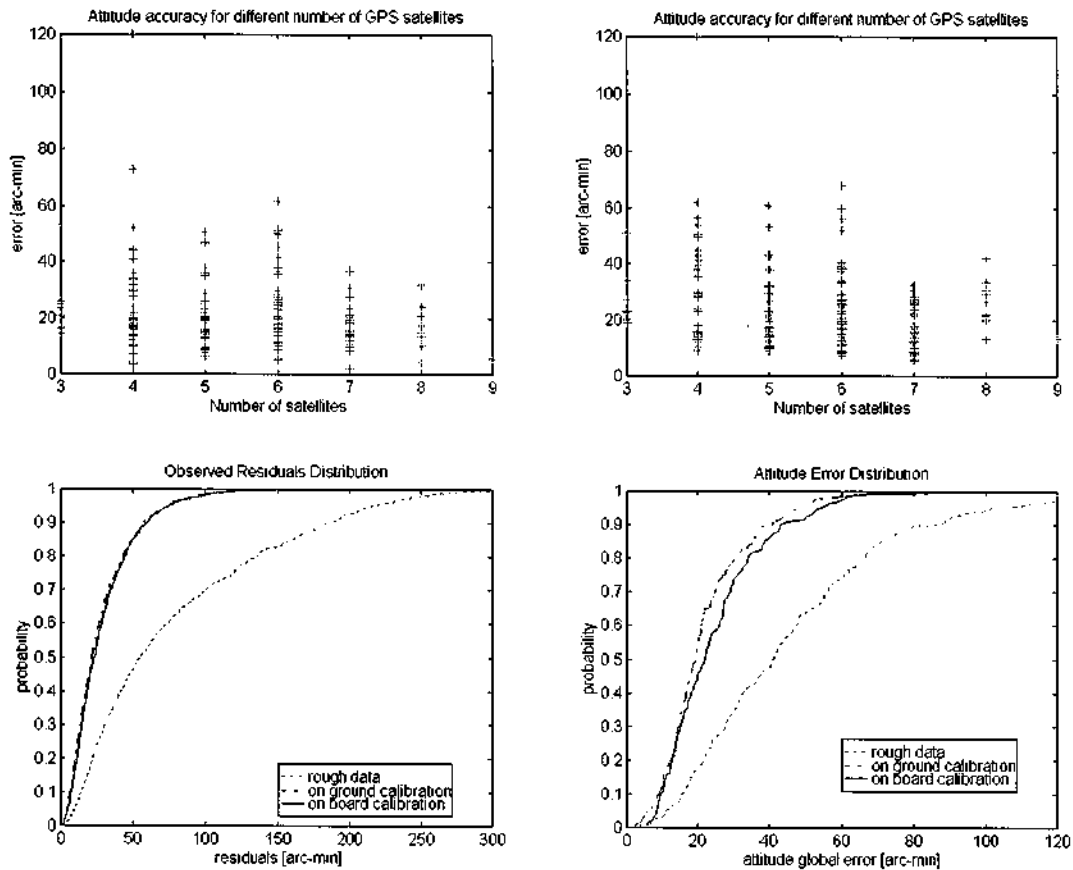 Attitude accuracy for different number of GPS satellites
120
100
80
60
40
20
0
error [arc-min]
3 4 5 6 7 8 9
Number of satellites
Attitude accuracy for different number of GPS satellites
120
100
80
60
40
20
0
error [arc-min]
3 4 5 6 7 8 9
Number of satellites
Observed Residuals Distribution
1
0.9
0.8
0.7
0.6
0.5
0.4
0.3
0.2
0.1
0
probability
rough data
on ground calibration
on board calibration
0 50 100 150 200 250 300
residuals [arc-min]
Attitude Error Distribution
1
0.9
0.8
0.7
0.6
0.5
0.4
0.3
0.2
0.1
0
probability
rough data
on ground calibration
on board calibration
0 20 40 60 80 100 120
attitude global error [arc-min]